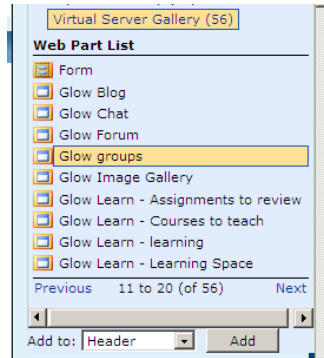 Virtual Server Gallery (56)
Web Part List
Form
Glow Blog
Glow Chat
Glow Forum
Glow groups
Glow Image Gallery
Glow Learn - Assignments to review
Glow Learn - Courses to teach
Glow Learn - learning
Glow Learn - Learning Space
Previous 11 to 20 (of 56) Next
Add to: Header Add